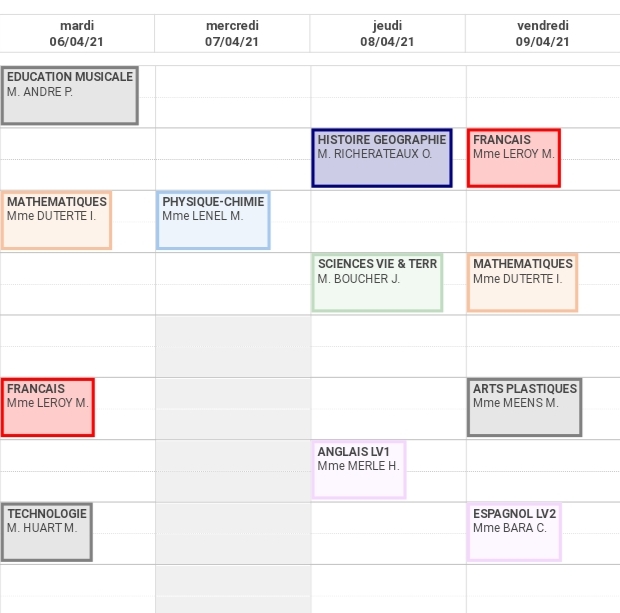 mardi
06/04/21
mercredi
07/04/21
jeudi
08/04/21
vendredi
09/04/21
EDUCATION MUSICALE
M. ANDRE P.
HISTOIRE GEOGRAPHIE
M. RICHERATEAUX O.
FRANCAIS
Mme LEROY M.
MATHEMATIQUES
Mme DUTERTE I.
PHYSIQUE-CHIMIE
Mme LENEL M.
SCIENCES VIE & TERR
M. BOUCHER J.
MATHEMATIQUES
Mme DUTERTE I.
FRANCAIS
Mme LEROY M.
ARTS PLASTIQUES
Mme MEENS M.
ANGLAIS LV1
Mme MERLE H.
TECHNOLOGIE
M. HUART M.
ESPAGNOL LV2
Mme BARA C.